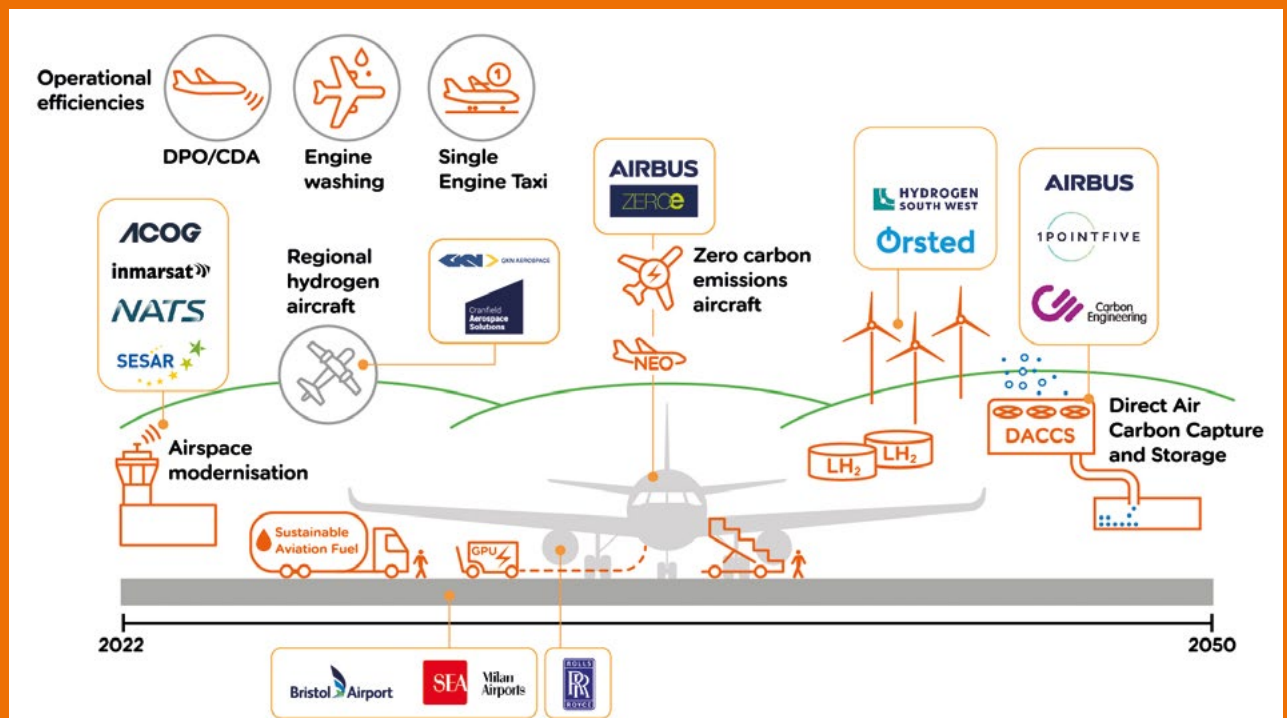 Operational
efficiencies
DPO/CDA
Engine
washing
1
Single
Engine Taxi
ACOG
inmarsat
NATS
SESAR
Airspace
modernisation
Regional
hydrogen
aircraft
GKN AEROSPACE
Cranfield
Aerospace
Solutions
AIRBUS
ZEROe
Zero carbon
emissions
aircraft
NEO
HYDROGEN
SOUTH WEST
Ørsted
LH₂
LH₂
AIRBUS
1POINTFIVE
Carbon
Engineering
DACCS
Direct Air
Carbon Capture
and Storage
Sustainable
Aviation Fuel
GPU
2022
2050
Bristol Airport
SEA
Milan
Airports
ROLLS
RR
ROYCE